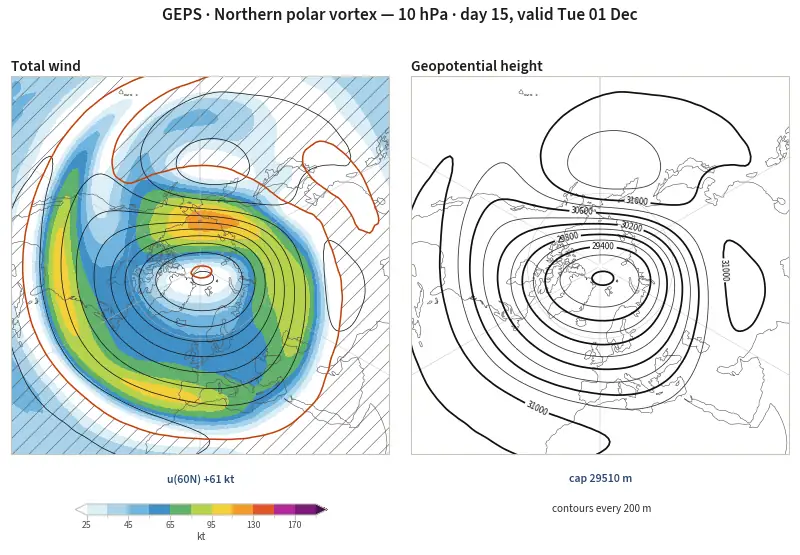 GEPS · Northern polar vortex — 10 hPa · day 15, valid Tue 01 Dec
Total wind
Geopotential height
31000
30600
30200
29800
29400
31000
31000
u(60N) +61 kt
cap 29510 m
contours every 200 m
25 45 65 95 130 170
kt